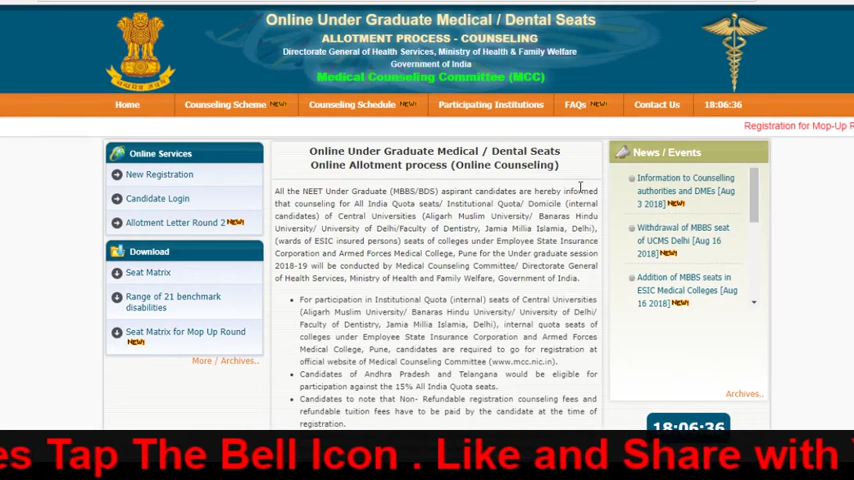 Online Under Graduate Medical / Dental Seats
ALLOTMENT PROCESS - COUNSELING
Directorate General of Health Services, Ministry of Health & Family Welfare
Government of India
Medical Counseling Committee (MCC)
Home Counseling Scheme NEW! Counseling Schedule NEW! Participating Institutions FAQs NEW! Contact Us 18:06:36
Registration for Mop-Up R
Online Services
New Registration
Candidate Login
Allotment Letter Round 2 NEW!
Download
Seat Matrix
Range of 21 benchmark
disabilities
Seat Matrix for Mop Up Round
NEW!
More / Archives..
Online Under Graduate Medical / Dental Seats
Online Allotment process (Online Counseling)
All the NEET Under Graduate (MBBS/BDS) aspirant candidates are hereby informed
that counseling for All India Quota seats/ Institutional Quota/ Domicile (internal
candidates) of Central Universities (Aligarh Muslim University/ Banaras Hindu
University/ University of Delhi/Faculty of Dentistry, Jamia Millia Islamia, Delhi),
(wards of ESIC insured persons) seats of colleges under Employee State Insurance
Corporation and Armed Forces Medical College, Pune for the Under graduate session
2018-19 will be conducted by Medical Counseling Committee/ Directorate General
of Health Services, Ministry of Health and Family Welfare, Government of India.
For participation in Institutional Quota (internal) seats of Central Universities
(Aligarh Muslim University/ Banaras Hindu University/ University of Delhi/
Faculty of Dentistry, Jamia Millia Islamia, Delhi), internal quota seats of
colleges under Employee State Insurance Corporation and Armed Forces
Medical College, Pune, candidates are required to go for registration at
official website of Medical Counseling Committee (www.mcc.nic.in).
Candidates of Andhra Pradesh and Telangana would be eligible for
participation against the 15% All India Quota seats.
Candidates to note that Non- Refundable registration counseling fees and
refundable tuition fees have to be paid by the candidate at the time of
registration.
News / Events
Information to Counselling
authorities and DMEs [Aug
3 2018] NEW!
Withdrawal of MBBS seat
of UCMS Delhi [Aug 16
2018] NEW!
Addition of MBBS seats in
ESIC Medical Colleges [Aug
16 2018] NEW!
Archives..
18:06:36
es Tap The Bell Icon . Like and Share with Y